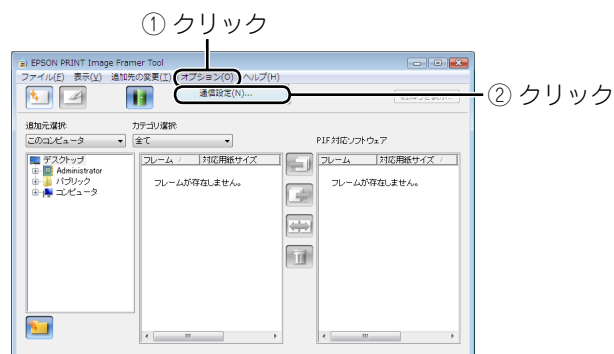 ① クリック
EPSON PRINT Image Framer Tool
ファイル(F) 表示(V) 追加先の変更(T) オプション(O) ヘルプ(H)
通信設定(N)...
② クリック
追加元選択: カテゴリ選択:
このコンピュータ 全て PIF対応ソフトウェア
デスクトップ フレーム 対応用紙サイズ フレーム 対応用紙サイズ
Administrator
パブリック フレームが存在しません。 フレームが存在しません。
コンピュータ